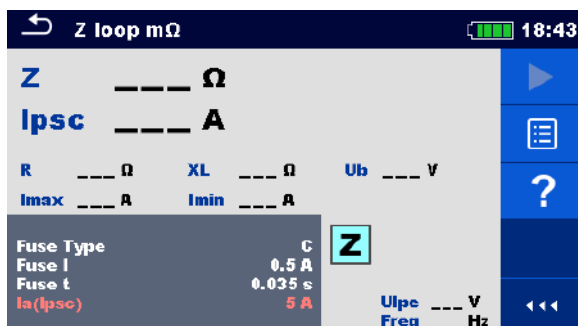 Z loop mΩ 18:43
Z ___ Ω
Ipsc ___ A
R ___ Ω XL ___ Ω Ub ___ V
Imax ___ A Imin ___ A
?
Fuse Type C
Fuse I 0.5 A
Fuse t 0.035 s
Ia(Ipsc) 5 A
Z
Ulpe ___ V
Freq Hz